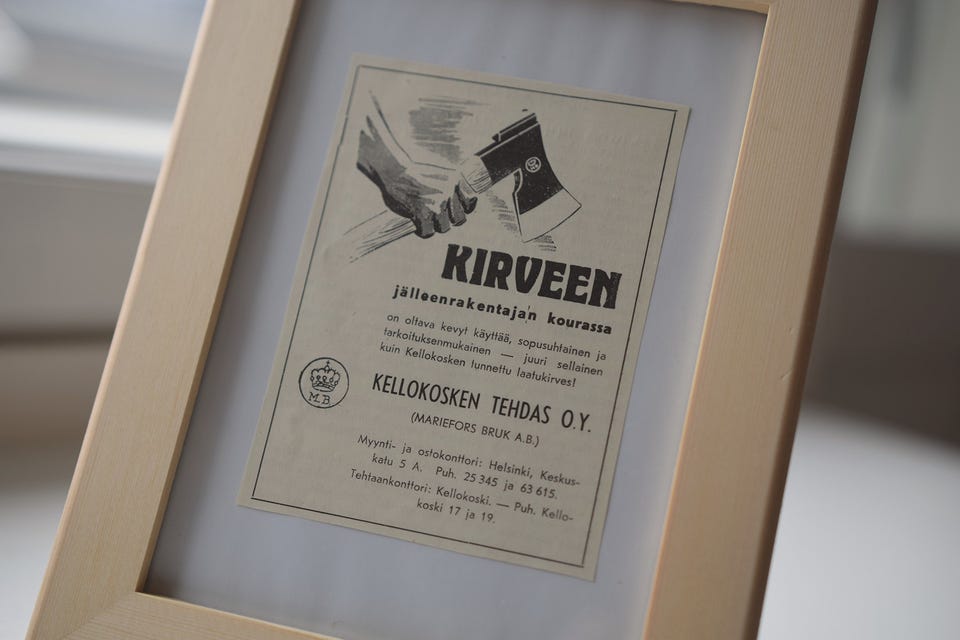 KIRVEEN
jälleenrakentajan kourassa
on oltava kevyt käyttää, sopusuhtainen ja
tarkoituksenmukainen — juuri sellainen
kuin Kellokosken tunnettu laatukirves!
M.B.
KELLOKOSKEN TEHDAS O.Y.
(MARIEFORS BRUK A.B.)
Myynti- ja ostokonttori: Helsinki, Keskus-
katu 5 A. Puh. 25 345 ja 63 615.
Tehtaankonttori: Kellokoski. — Puh. Kello-
koski 17 ja 19.